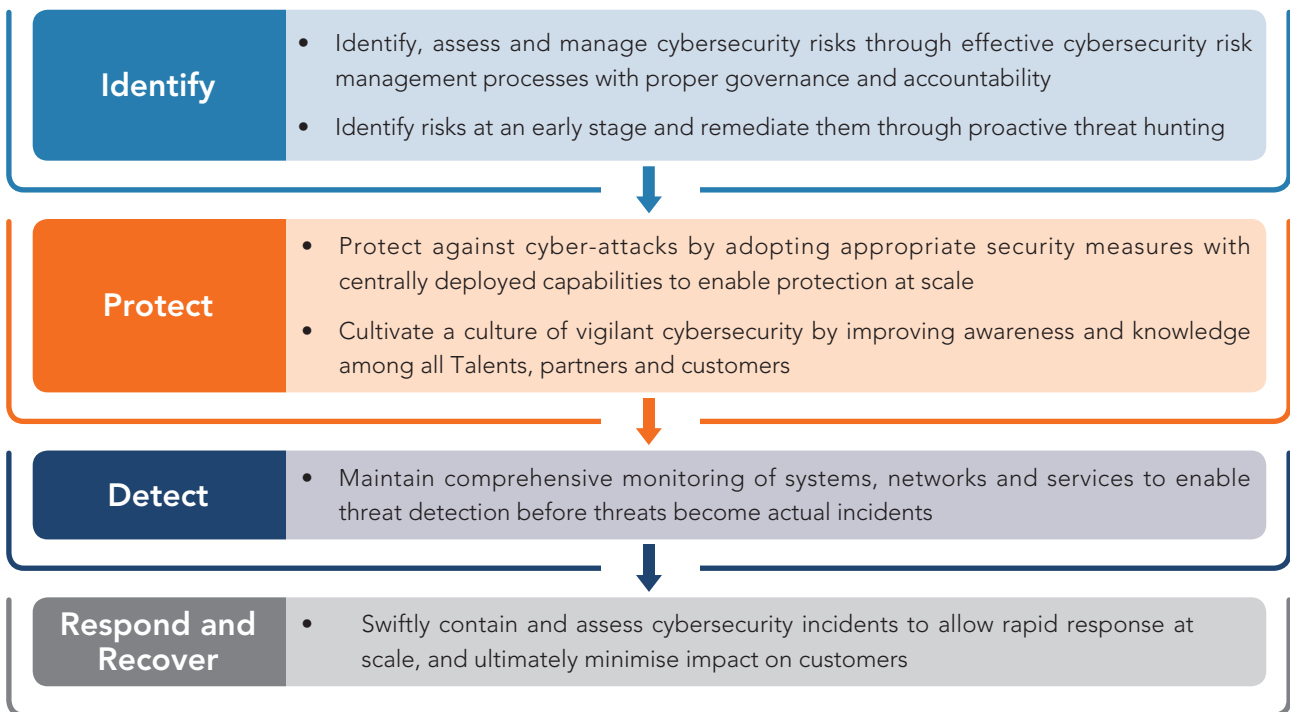 Identify
• Identify, assess and manage cybersecurity risks through effective cybersecurity risk
management processes with proper governance and accountability
• Identify risks at an early stage and remediate them through proactive threat hunting
Protect
• Protect against cyber-attacks by adopting appropriate security measures with
centrally deployed capabilities to enable protection at scale
• Cultivate a culture of vigilant cybersecurity by improving awareness and knowledge
among all Talents, partners and customers
Detect
• Maintain comprehensive monitoring of systems, networks and services to enable
threat detection before threats become actual incidents
Respond and
Recover
• Swiftly contain and assess cybersecurity incidents to allow rapid response at
scale, and ultimately minimise impact on customers